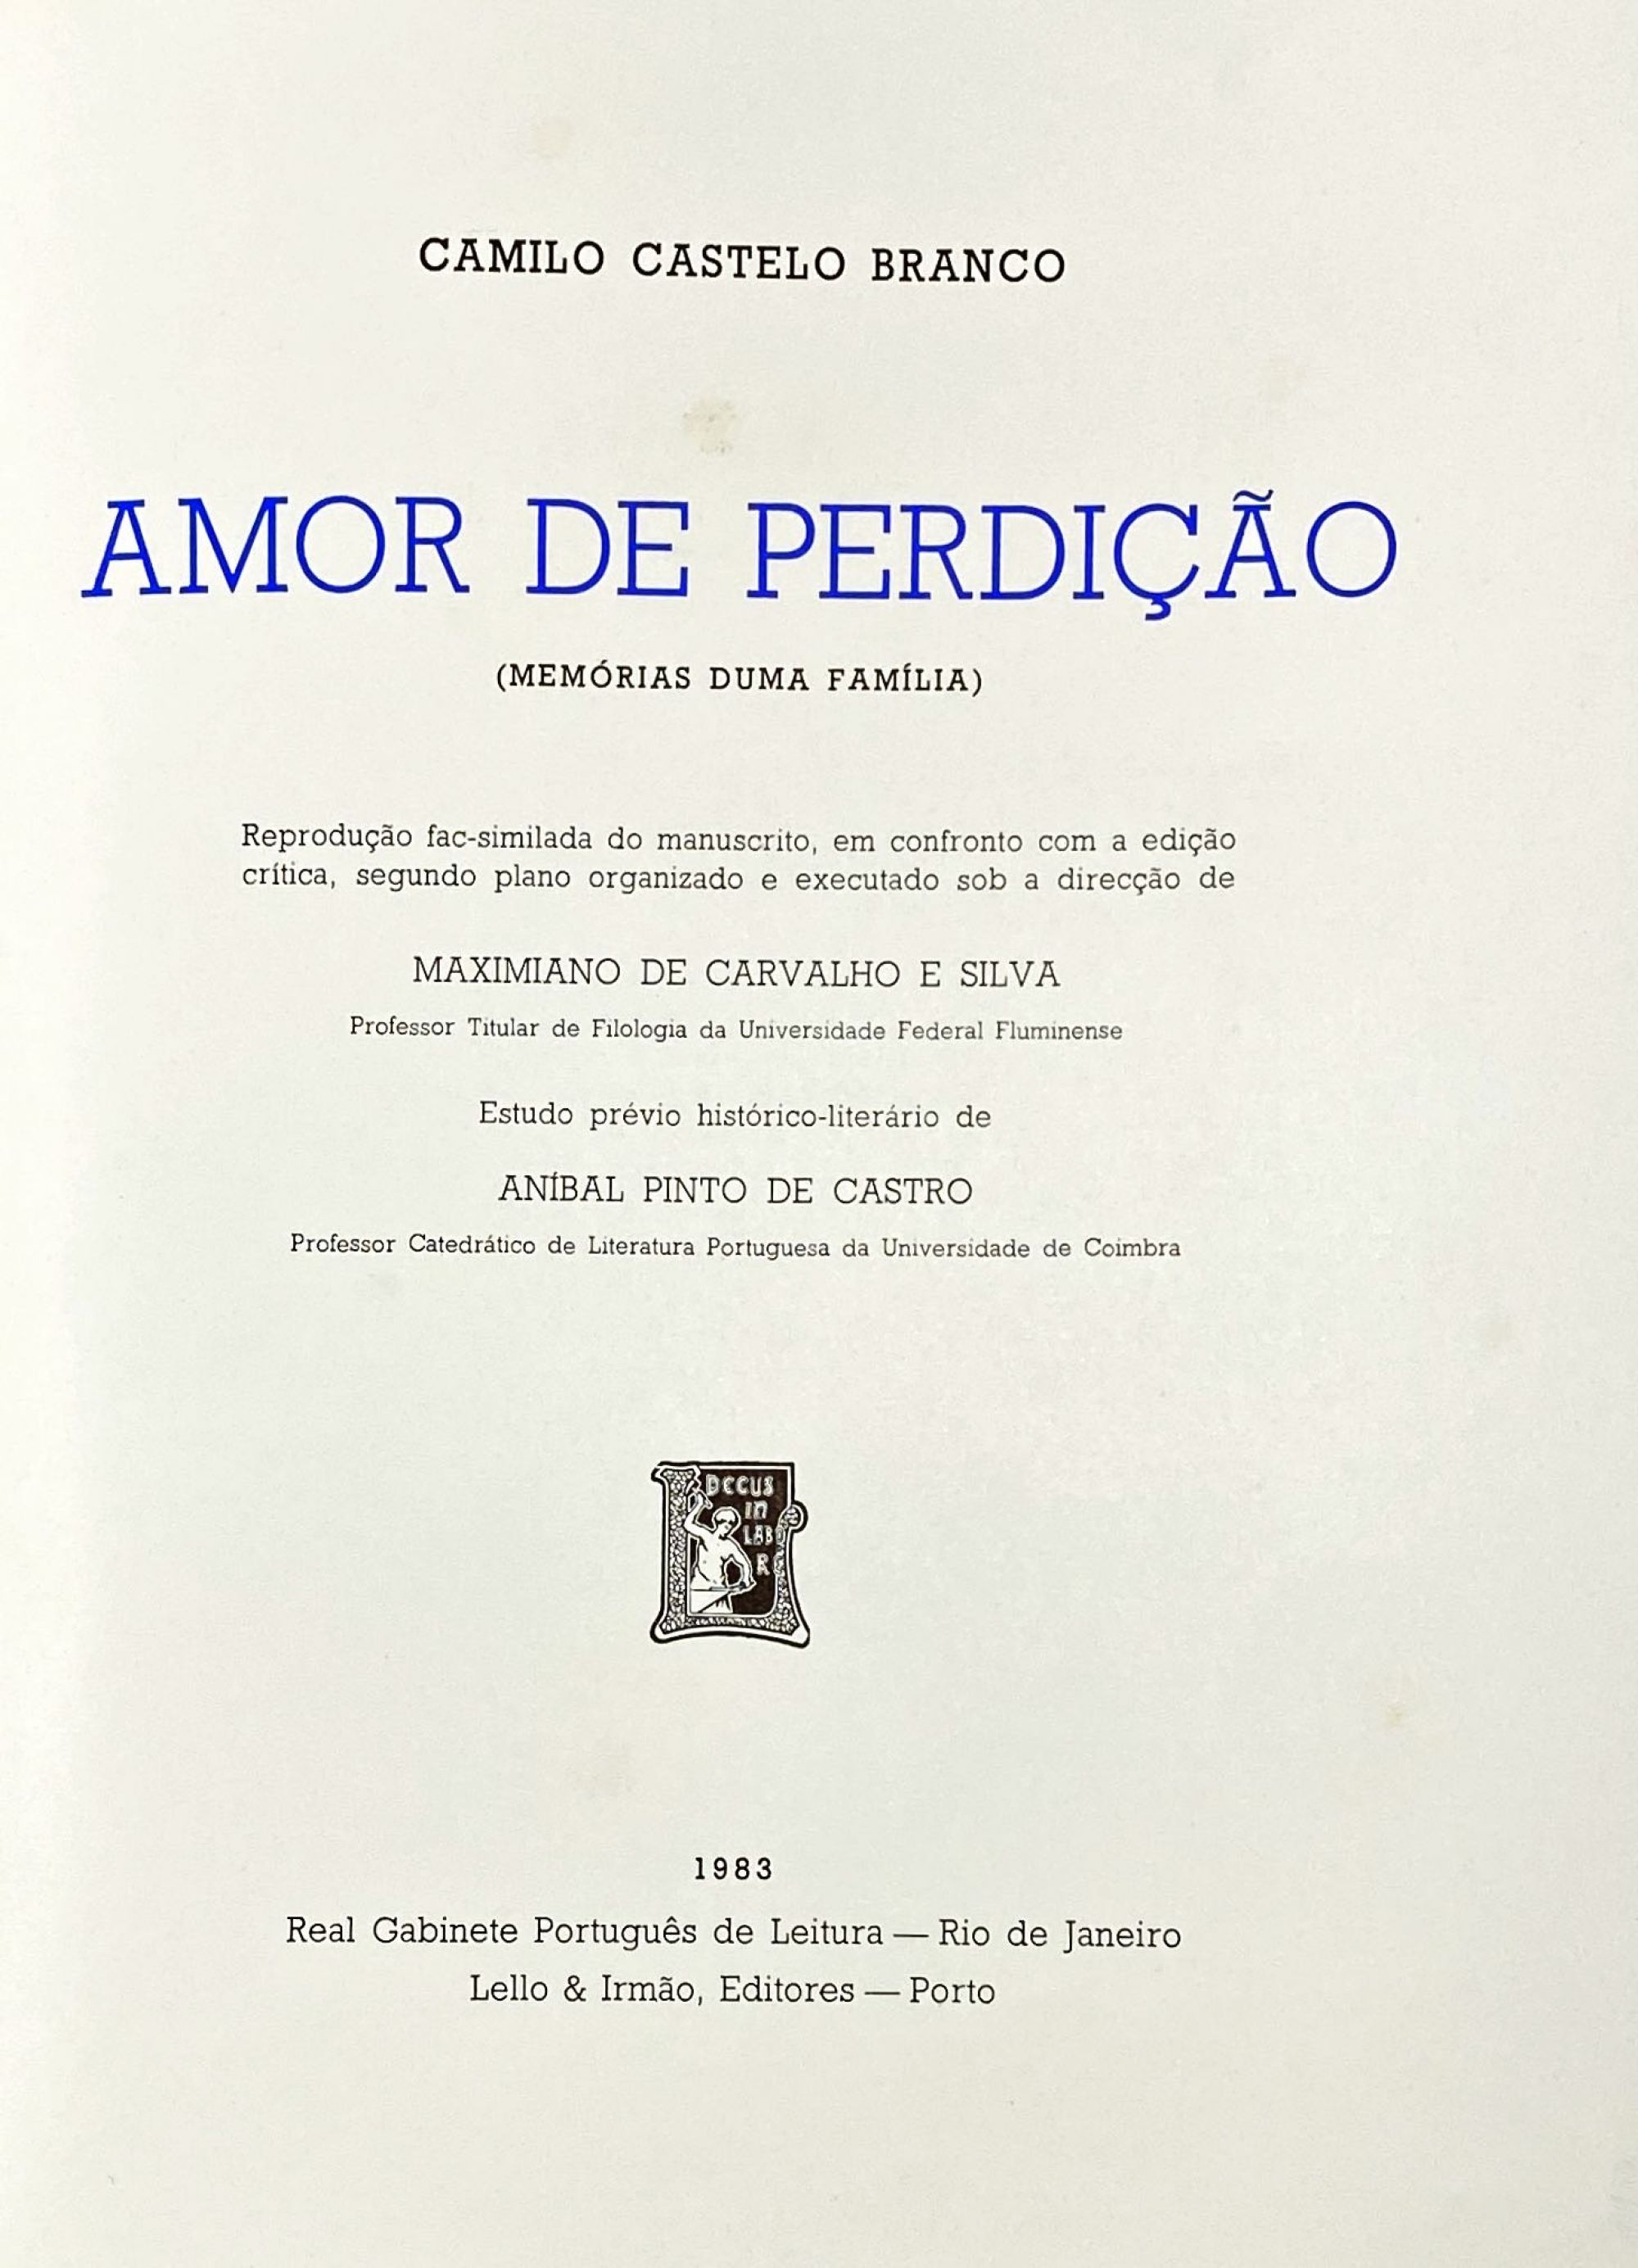 CAMILO CASTELO BRANCO
AMOR DE PERDIÇÃO
(MEMÓRIAS DUMA FAMÍLIA)
Reprodução fac-similada do manuscrito, em confronto com a edição
crítica, segundo plano organizado e executado sob a direcção de
MAXIMIANO DE CARVALHO E SILVA
Professor Titular de Filologia da Universidade Federal Fluminense
Estudo prévio histórico-literário de
ANÍBAL PINTO DE CASTRO
Professor Catedrático de Literatura Portuguesa da Universidade de Coimbra
DECUS
in
LABO
RE
1983
Real Gabinete Português de Leitura — Rio de Janeiro
Lello & Irmão, Editores — Porto